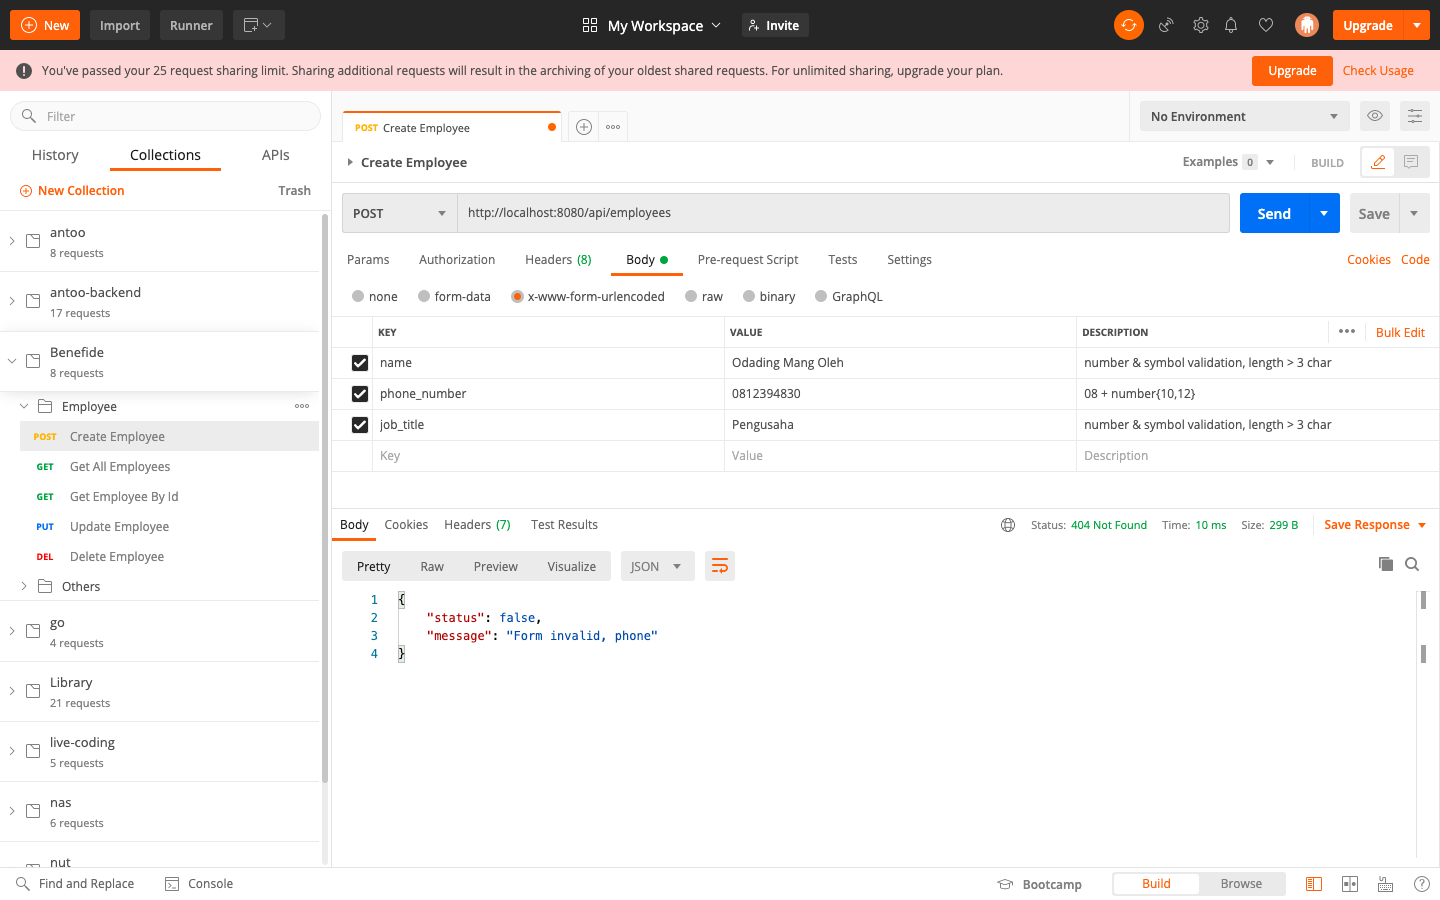 New
Import
Runner
My Workspace
Invite
Upgrade
You've passed your 25 request sharing limit. Sharing additional requests will result in the archiving of your oldest shared requests. For unlimited sharing, upgrade your plan.
Upgrade
Check Usage
Filter
History
Collections
APIs
New Collection
Trash
antoo
8 requests
antoo-backend
17 requests
Benefide
8 requests
Employee
POST Create Employee
GET Get All Employees
GET Get Employee By Id
PUT Update Employee
DEL Delete Employee
Others
go
4 requests
Library
21 requests
live-coding
5 requests
nas
6 requests
nut
POST Create Employee
No Environment
Create Employee
Examples 0
BUILD
POST
http://localhost:8080/api/employees
Send
Save
Params
Authorization
Headers (8)
Body
Pre-request Script
Tests
Settings
Cookies
Code
none
form-data
x-www-form-urlencoded
raw
binary
GraphQL
KEY VALUE DESCRIPTION
Bulk Edit
name Odading Mang Oleh number & symbol validation, length > 3 char
phone_number 0812394830 08 + number{10,12}
job_title Pengusaha number & symbol validation, length > 3 char
Key Value Description
Body
Cookies
Headers (7)
Test Results
Status: 404 Not Found
Time: 10 ms
Size: 299 B
Save Response
Pretty
Raw
Preview
Visualize
JSON
1 {
2 "status": false,
3 "message": "Form invalid, phone"
4 }
Find and Replace
Console
Bootcamp
Build
Browse